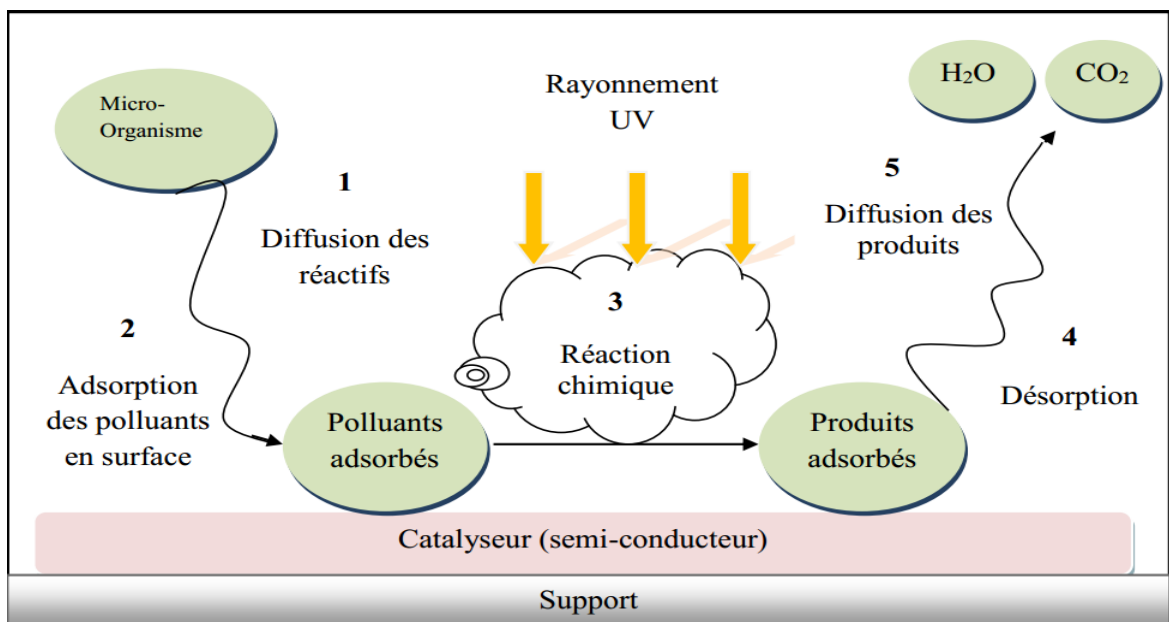 Micro-
Organisme
1
Diffusion des
réactifs
2
Adsorption
des polluants
en surface
Polluants
adsorbés
Rayonnement
UV
3
Réaction
chimique
Produits
adsorbés
4
Désorption
5
Diffusion des
produits
H₂O
CO₂
Catalyseur (semi-conducteur)
Support